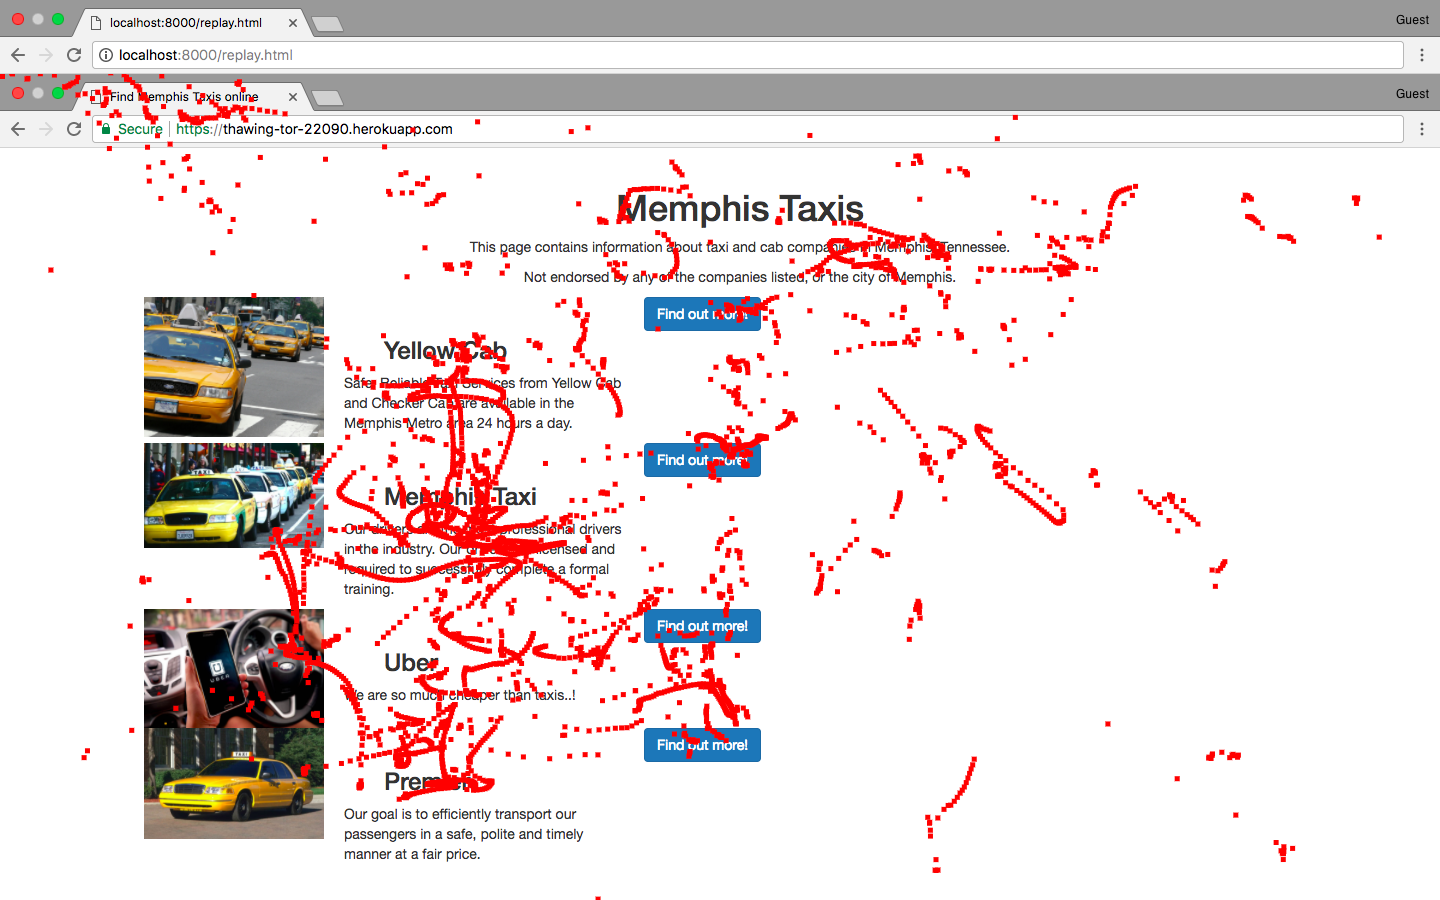 localhost:8000/replay.html
Guest
localhost:8000/replay.html
Find Memphis Taxis online
Guest
Secure
https://thawing-tor-22090.herokuapp.com
Memphis Taxis
This page contains information about taxi and cab companies in Memphis, Tennessee.
Not endorsed by any of the companies listed, or the city of Memphis.
Find out more!
Yellow Cab
Safe, Reliable Taxi Services from Yellow Cab
and Checker Cab are available in the
Memphis Metro area 24 hours a day.
Find out more!
Memphis Taxi
Our drivers professional drivers
in the industry. Our licensed and
required to successfully complete a formal
training.
Find out more!
Uber
UBER
We are so much cheaper than taxis..!
Find out more!
Premier
Our goal is to efficiently transport our
passengers in a safe, polite and timely
manner at a fair price.
TAXI
TAXI